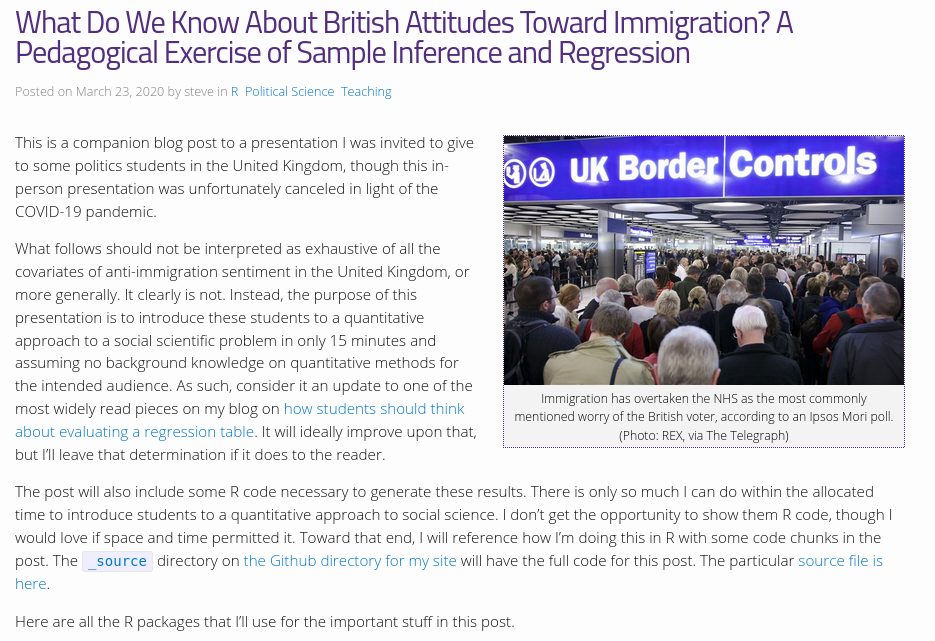 What Do We Know About British Attitudes Toward Immigration? A
Pedagogical Exercise of Sample Inference and Regression
Posted on March 23, 2020 by steve in R Political Science Teaching
This is a companion blog post to a presentation I was invited to give
to some politics students in the United Kingdom, though this in-
person presentation was unfortunately canceled in light of the
COVID-19 pandemic.
What follows should not be interpreted as exhaustive of all the
covariates of anti-immigration sentiment in the United Kingdom, or
more generally. It clearly is not. Instead, the purpose of this
presentation is to introduce these students to a quantitative
approach to a social scientific problem in only 15 minutes and
assuming no background knowledge on quantitative methods for
the intended audience. As such, consider it an update to one of the
most widely read pieces on my blog on how students should think
about evaluating a regression table. It will ideally improve upon that,
but I'll leave that determination if it does to the reader.
UK Border Controls
Immigration has overtaken the NHS as the most commonly
mentioned worry of the British voter, according to an Ipsos Mori poll.
(Photo: REX, via The Telegraph)
The post will also include some R code necessary to generate these results. There is only so much I can do within the allocated
time to introduce students to a quantitative approach to social science. I don't get the opportunity to show them R code, though I
would love if space and time permitted it. Toward that end, I will reference how I'm doing this in R with some code chunks in the
post. The _source directory on the Github directory for my site will have the full code for this post. The particular source file is
here.
Here are all the R packages that I'll use for the important stuff in this post.